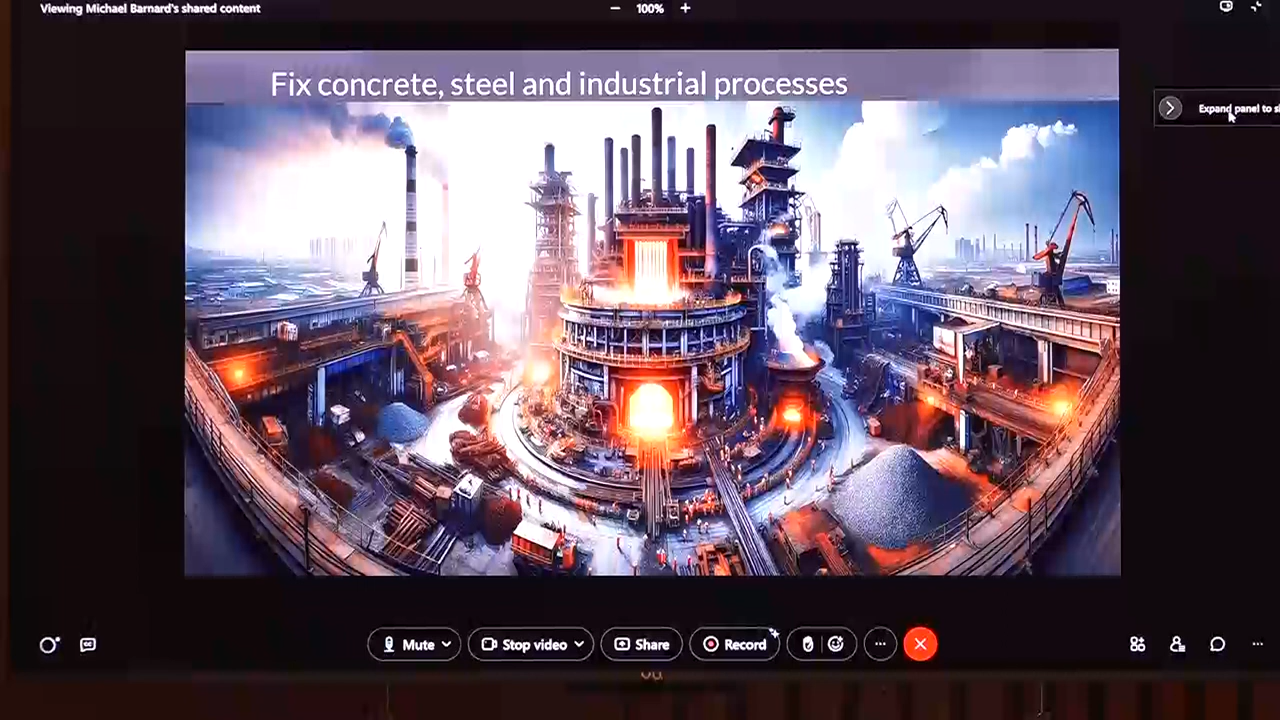 Viewing Michael Barnard's shared content
100%
Expand panel to
Fix concrete, steel and industrial processes
Mute
Stop video
Share
Record